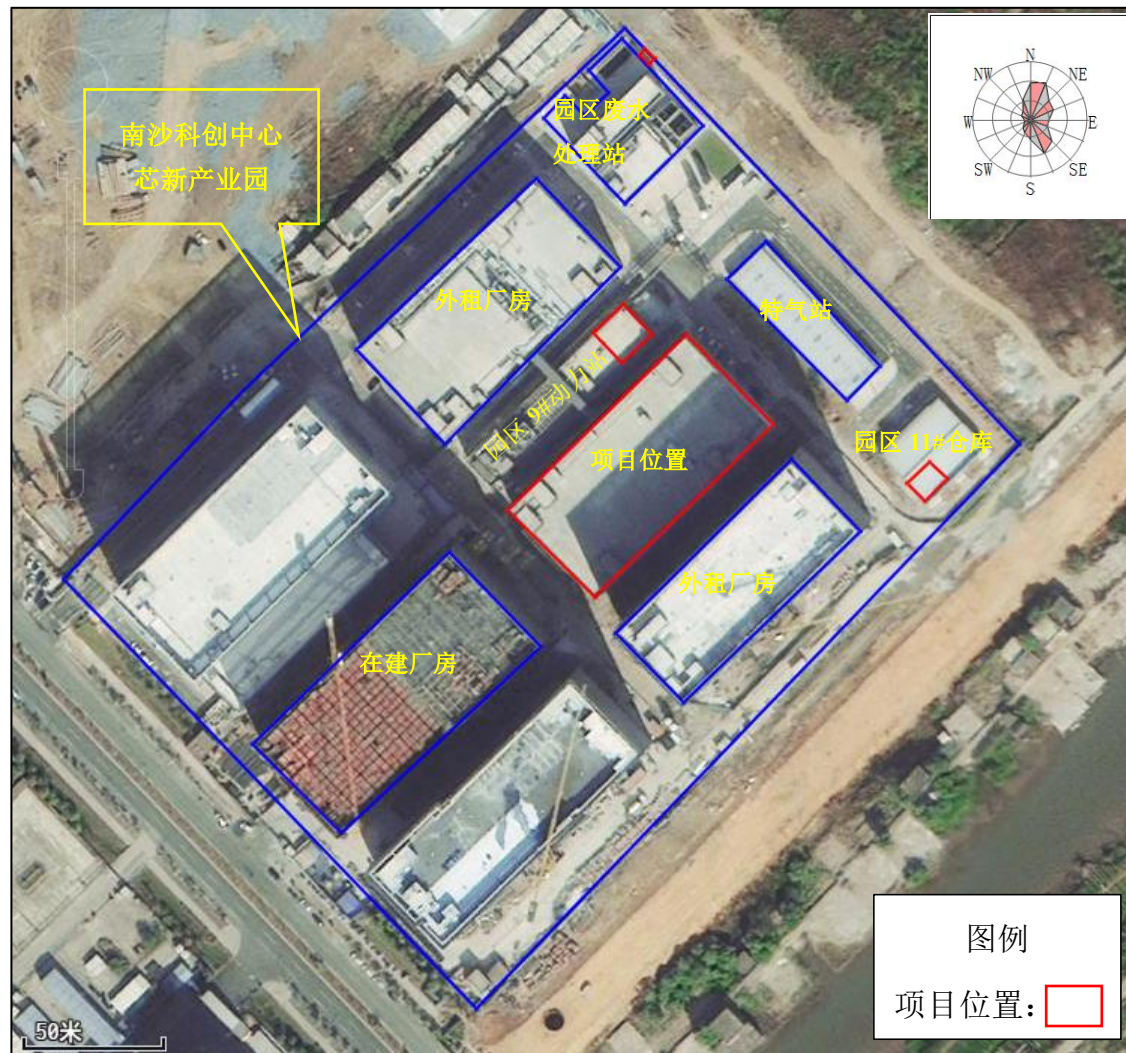 南沙科创中心
芯新产业园
园区废水
处理站
N
NW
NE
W
E
SW
SE
S
外租厂房
特气站
园区 9#动力站
园区 11#仓库
项目位置
外租厂房
在建厂房
50米
图例
项目位置：